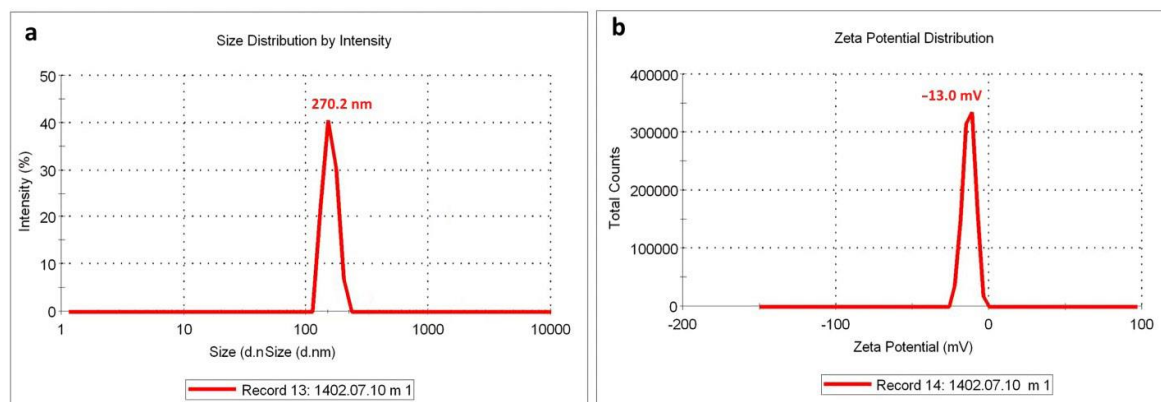 a
Size Distribution by Intensity
270.2 nm
50
40
30
20
10
0
Intensity (%)
1 10 100 1000 10000
Size (d.nSize (d.nm)
Record 13: 1402.07.10 m 1
b
Zeta Potential Distribution
–13.0 mV
400000
300000
200000
100000
0
Total Counts
-200 -100 0 100
Zeta Potential (mV)
Record 14: 1402.07.10 m 1